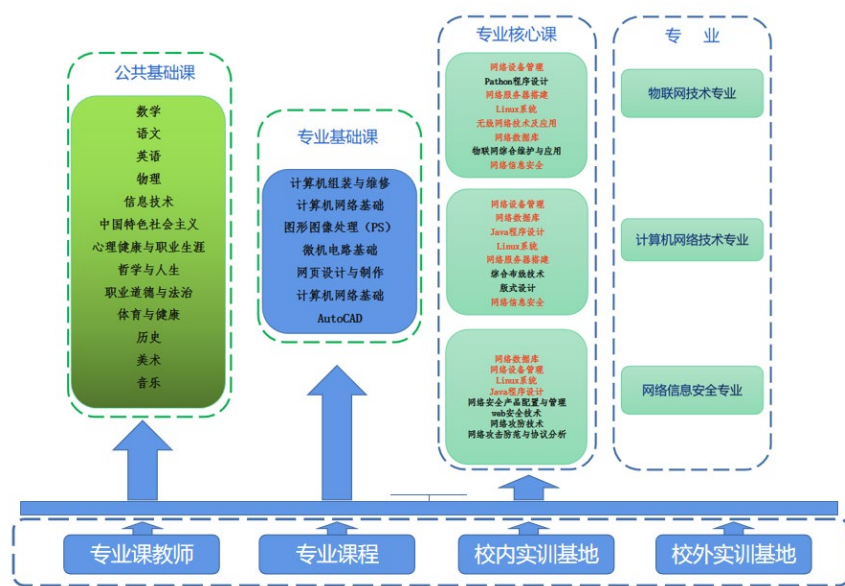 公共基础课
数学
语文
英语
物理
信息技术
中国特色社会主义
心理健康与职业生涯
哲学与人生
职业道德与法治
体育与健康
历史
美术
音乐
专业基础课
计算机组装与维修
计算机网络基础
图形图像处理（PS）
微机电路基础
网页设计与制作
计算机网络基础
AutoCAD
专业核心课
网络设备管理
Pathon程序设计
网络服务器搭建
Linux系统
无线网络技术及应用
网络数据库
物联网综合维护与应用
网络信息安全
网络设备管理
网络数据库
Java程序设计
Linux系统
网络服务器搭建
综合布线技术
版式设计
网络信息安全
网络数据库
网络设备管理
Linux系统
Java程序设计
网络安全产品配置与管理
web安全技术
网络攻防技术
网络攻击防范与协议分析
专 业
物联网技术专业
计算机网络技术专业
网络信息安全专业
专业课教师
专业课程
校内实训基地
校外实训基地